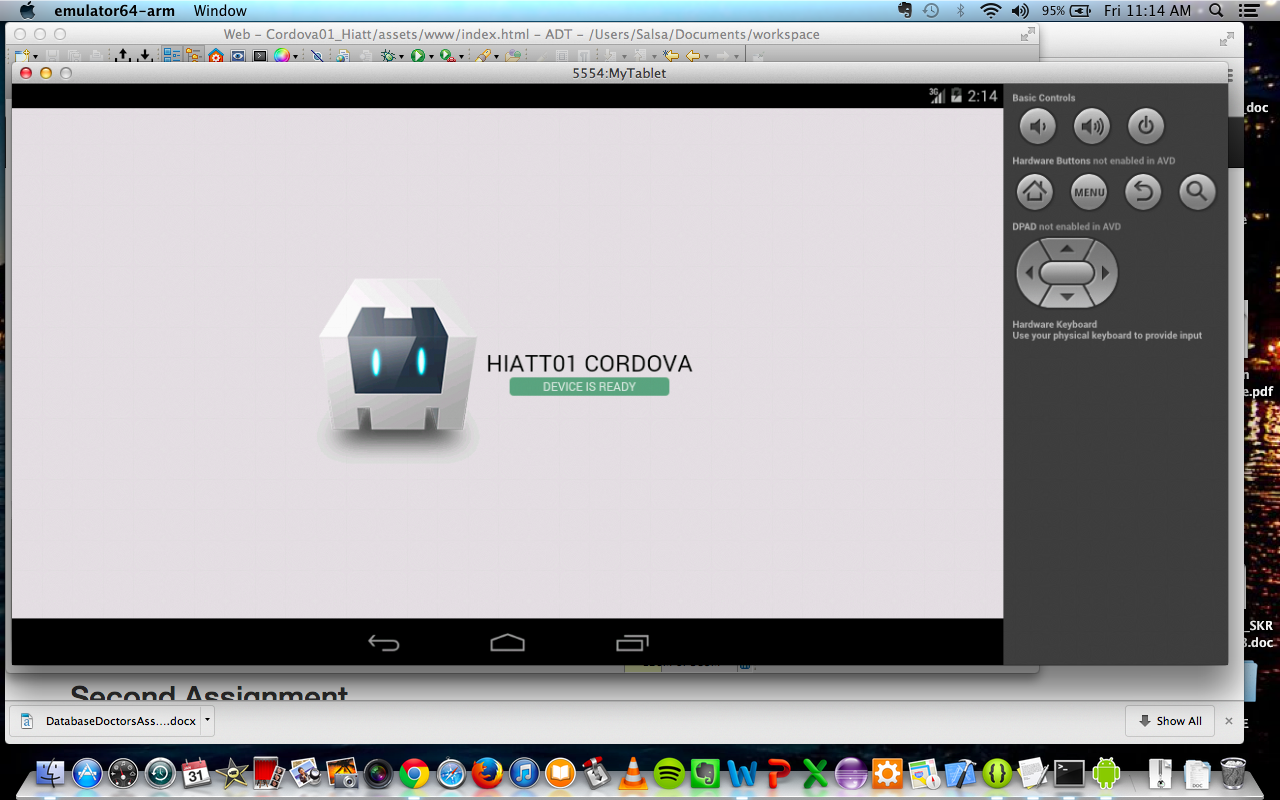 emulator64-arm Window 95% Fri 11:14 AM
Web – Cordova01_Hiatt/assets/www/index.html – ADT – /Users/Salsa/Documents/workspace
5554:MyTablet
3G 2:14
Basic Controls
_doc
Hardware Buttons not enabled in AVD
MENU
DPAD not enabled in AVD
Hardware Keyboard
Use your physical keyboard to provide input
HIATT01 CORDOVA
DEVICE IS READY
e.pdf
_SKR
3.doc
Second Assignment
DatabaseDoctorsAss....docx
Show All
31